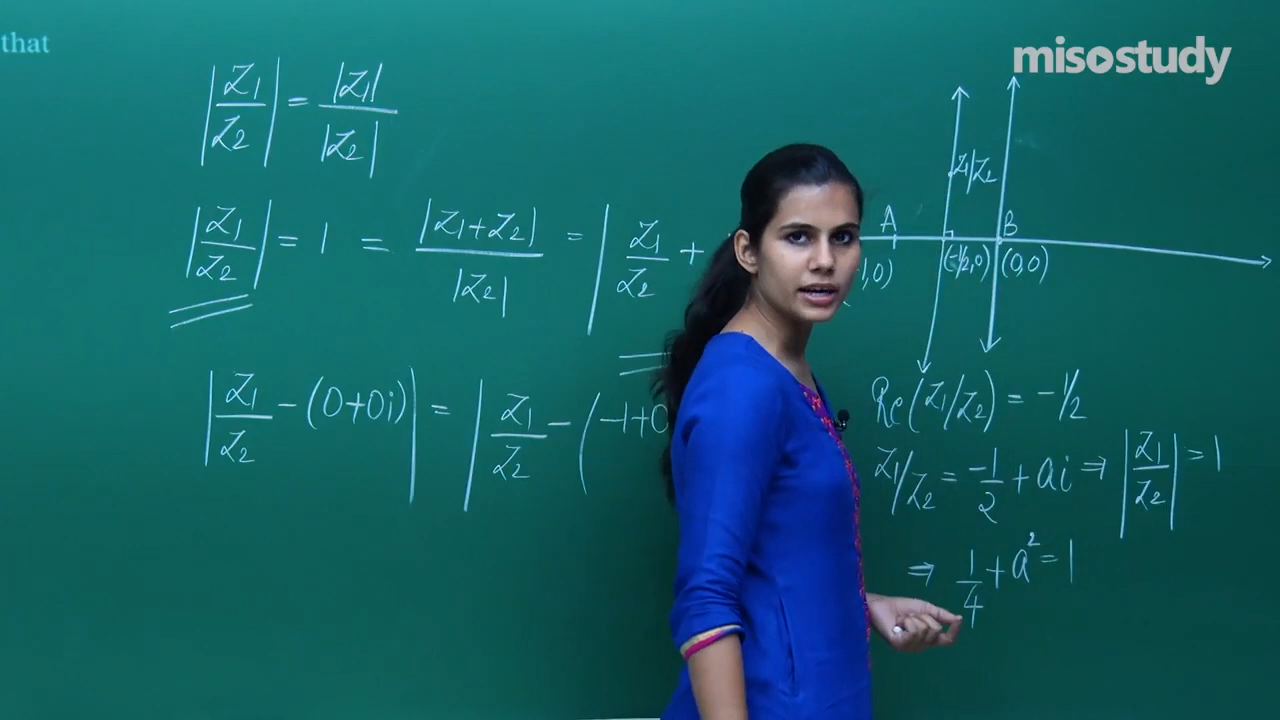 that
misostudy
|Z1/Z2| = |Z1|/|Z2|
|Z1/Z2| = 1 = |Z1+Z2|/|Z2| = |Z1/Z2 +
|Z1/Z2 - (0+0i)| = |Z1/Z2 - (-1+0
Z1/Z2
A B
1,0) (-1/2,0) (0,0)
Re(Z1/Z2) = -1/2
Z1/Z2 = -1/2 + ai ⇒ |Z1/Z2| = 1
⇒ 1/4 + a² = 1